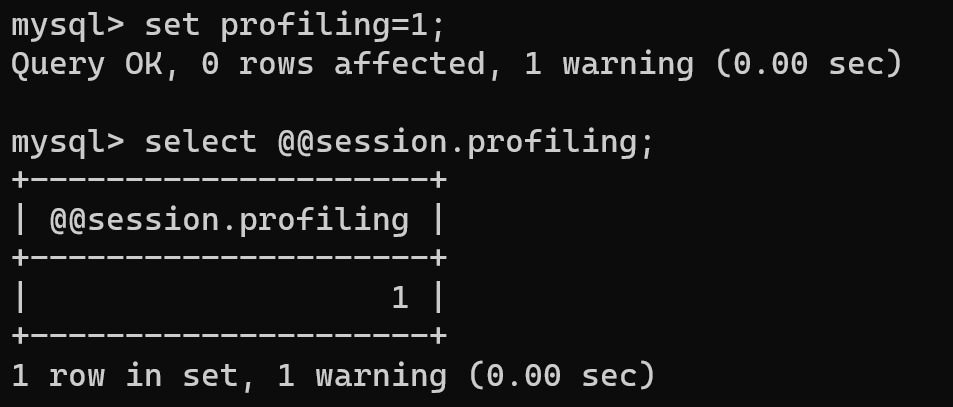 mysql> set profiling=1;
Query OK, 0 rows affected, 1 warning (0.00 sec)

mysql> select @@session.profiling;
+---------------------+
| @@session.profiling |
+---------------------+
|                   1 |
+---------------------+
1 row in set, 1 warning (0.00 sec)